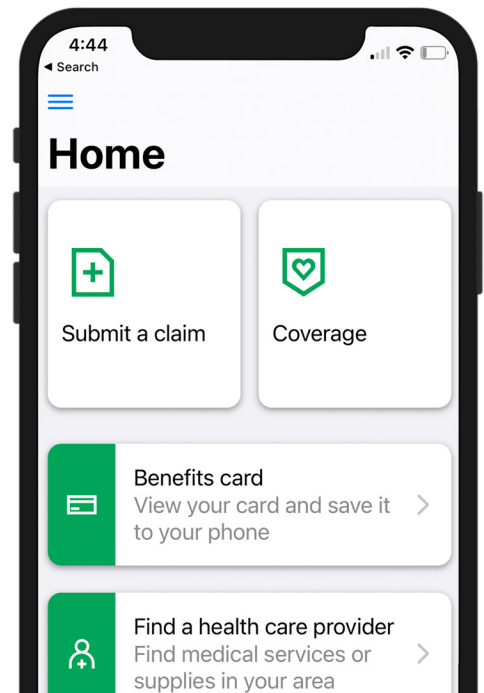 4:44
◀ Search
Home
Submit a claim
Coverage
Benefits card
View your card and save it
to your phone
Find a health care provider
Find medical services or
supplies in your area